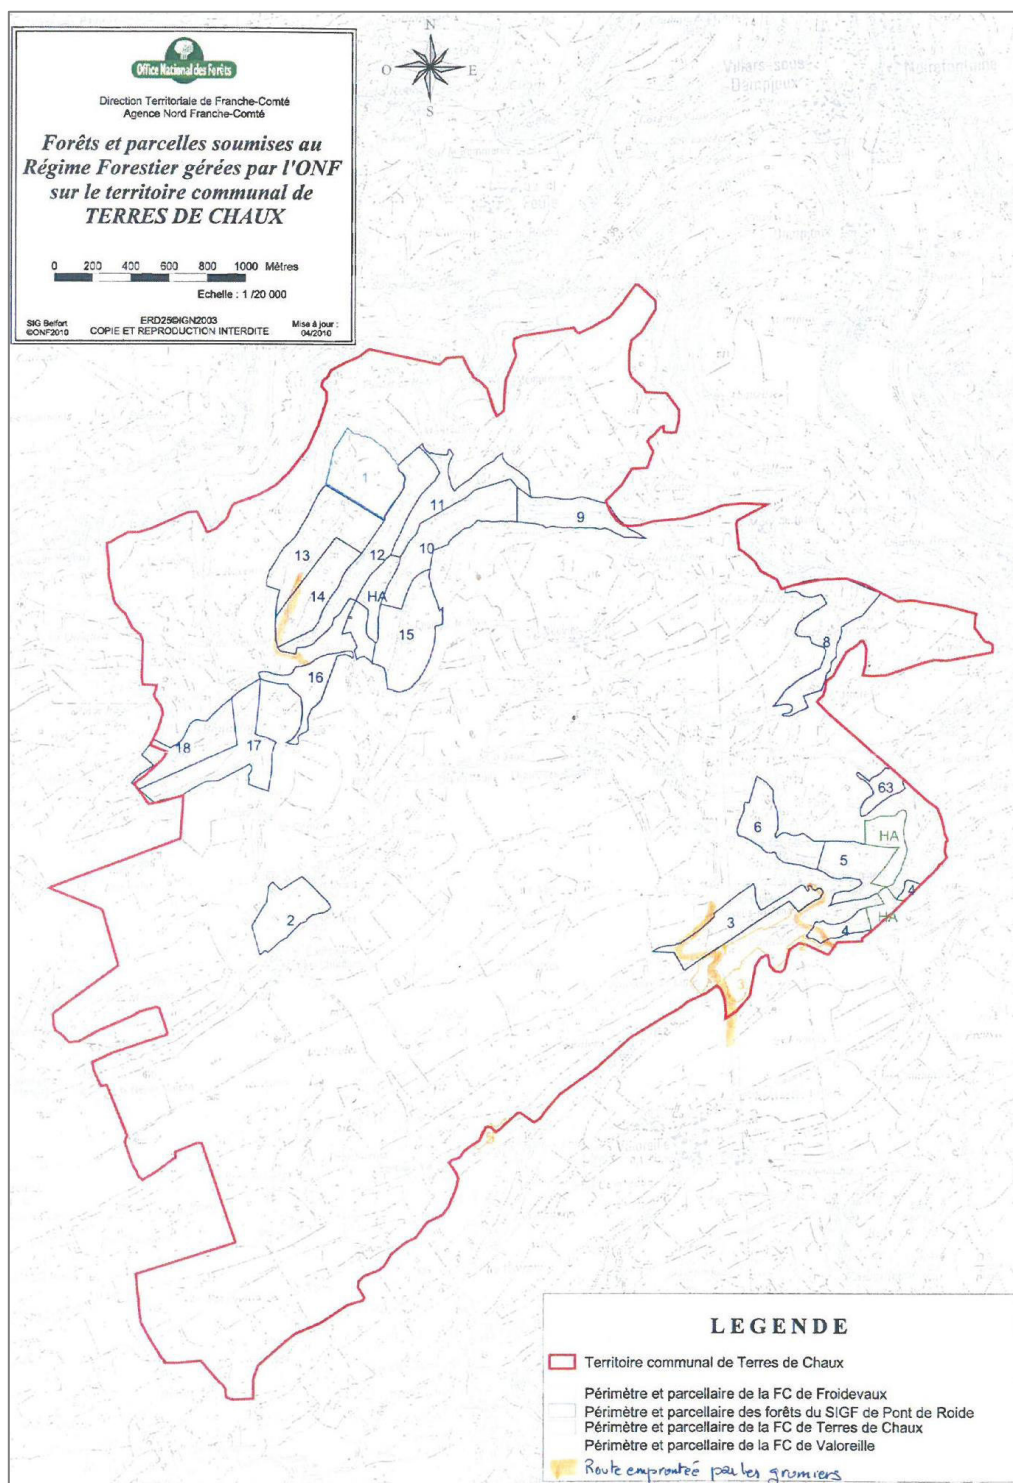 N
O E
S
Office National des Forêts
Direction Territoriale de Franche-Comté
Agence Nord Franche-Comté
Forêts et parcelles soumises au
Régime Forestier gérées par l'ONF
sur le territoire communal de
TERRES DE CHAUX
0 200 400 600 800 1000 Mètres
Echelle : 1 /20 000
SIG Belfort
©ONF2010
ERD25©IGN2003
COPIE ET REPRODUCTION INTERDITE
Mise à jour :
04/2010
Villars-sous-
Dampjoux
Noirefontaine
1
11
9
13
12
10
14
HA
15
8
16
18
17
63
6
HA
5
4
2
3
HA
4
3
LEGENDE
Territoire communal de Terres de Chaux
Périmètre et parcellaire de la FC de Froidevaux
Périmètre et parcellaire des forêts du SIGF de Pont de Roide
Périmètre et parcellaire de la FC de Terres de Chaux
Périmètre et parcellaire de la FC de Valoreille
Route empruntée par les grumiers